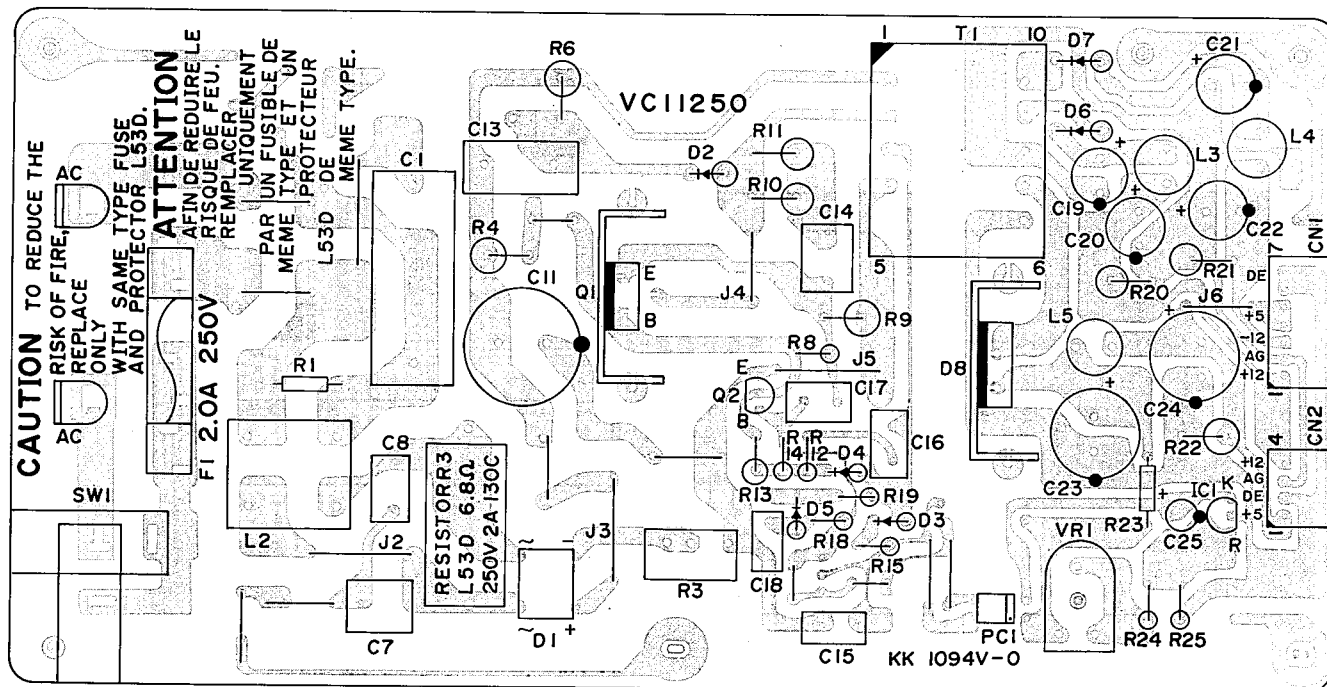 CAUTION TO REDUCE THE
RISK OF FIRE,
REPLACE
ONLY
WITH SAME TYPE FUSE
AND PROTECTOR L53D.
ATTENTION
AFIN DE REDUIRE LE
RISQUE DE FEU.
REMPLACER
UNIQUEMENT
PAR UN FUSIBLE DE
MEME TYPE ET UN
PROTECTEUR
L53D DE
MEME TYPE.
AC
AC
F1 2.0A 250V
SW1
R1
C1
L2
C8
J2
C7
RESISTOR R3
L53D 6.8Ω
250V.2A-130C
~ -
~ +
D1
J3
R6
C13
R4
C11
Q1
E
B
VC11250
D2
R11
R10
C14
J4
R9
R8
J5
E
Q2
B
C17
C16
R13
R14
R12
D4
R19
D5
D3
R18
R15
C18
R3
C15
KK 1094V-0
PC1
1 T1 10
5 6
D7
D6
C21
L4
L3
C19
C20
C22
R21
R20
J6
L5
D8
C24
C23
R22
R23
IC1
K
R
C25
VR1
R24
R25
CN1
7
DE
+5
-12
AG
+12
1
CN2
4
+12
AG
DE
+5
1
+
+
+
+
+
+
+